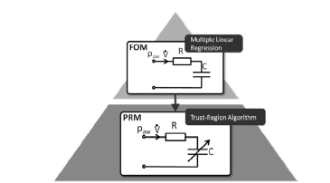 Multiple Linear
Regression
FOM
R
C
Trust-Region Algorithm
PRM
R
C